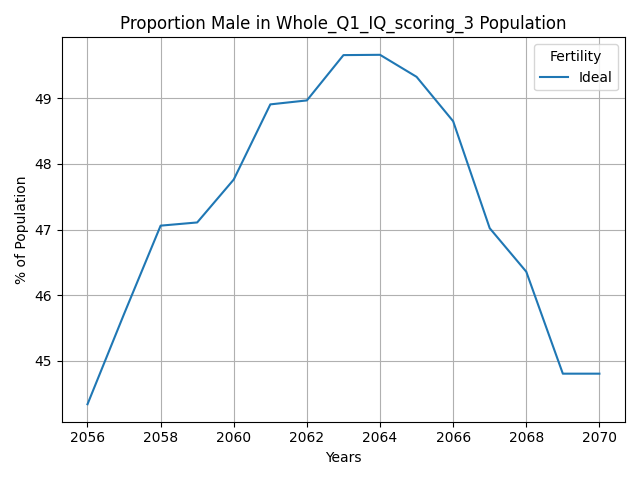 Proportion Male in Whole_Q1_IQ_scoring_3 Population
Fertility
Ideal
% of Population
49
48
47
46
45
2056 2058 2060 2062 2064 2066 2068 2070
Years